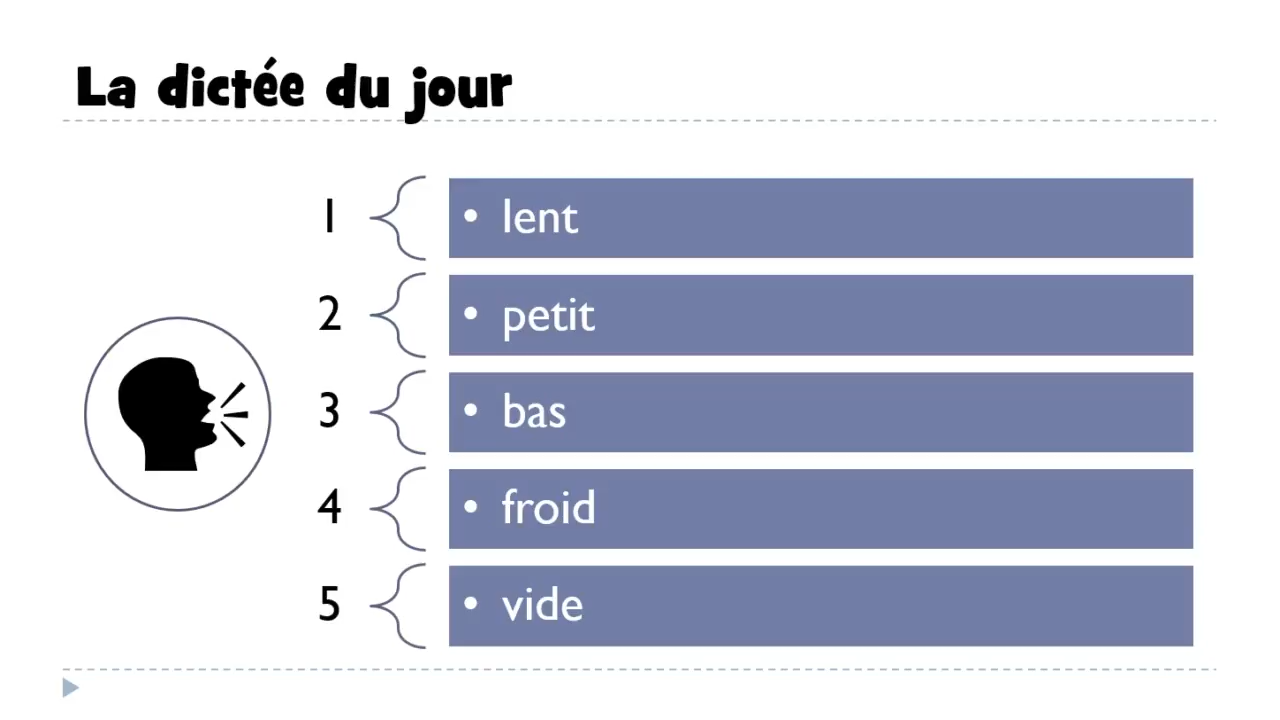 La dictée du jour
1 • lent
2 • petit
3 • bas
4 • froid
5 • vide